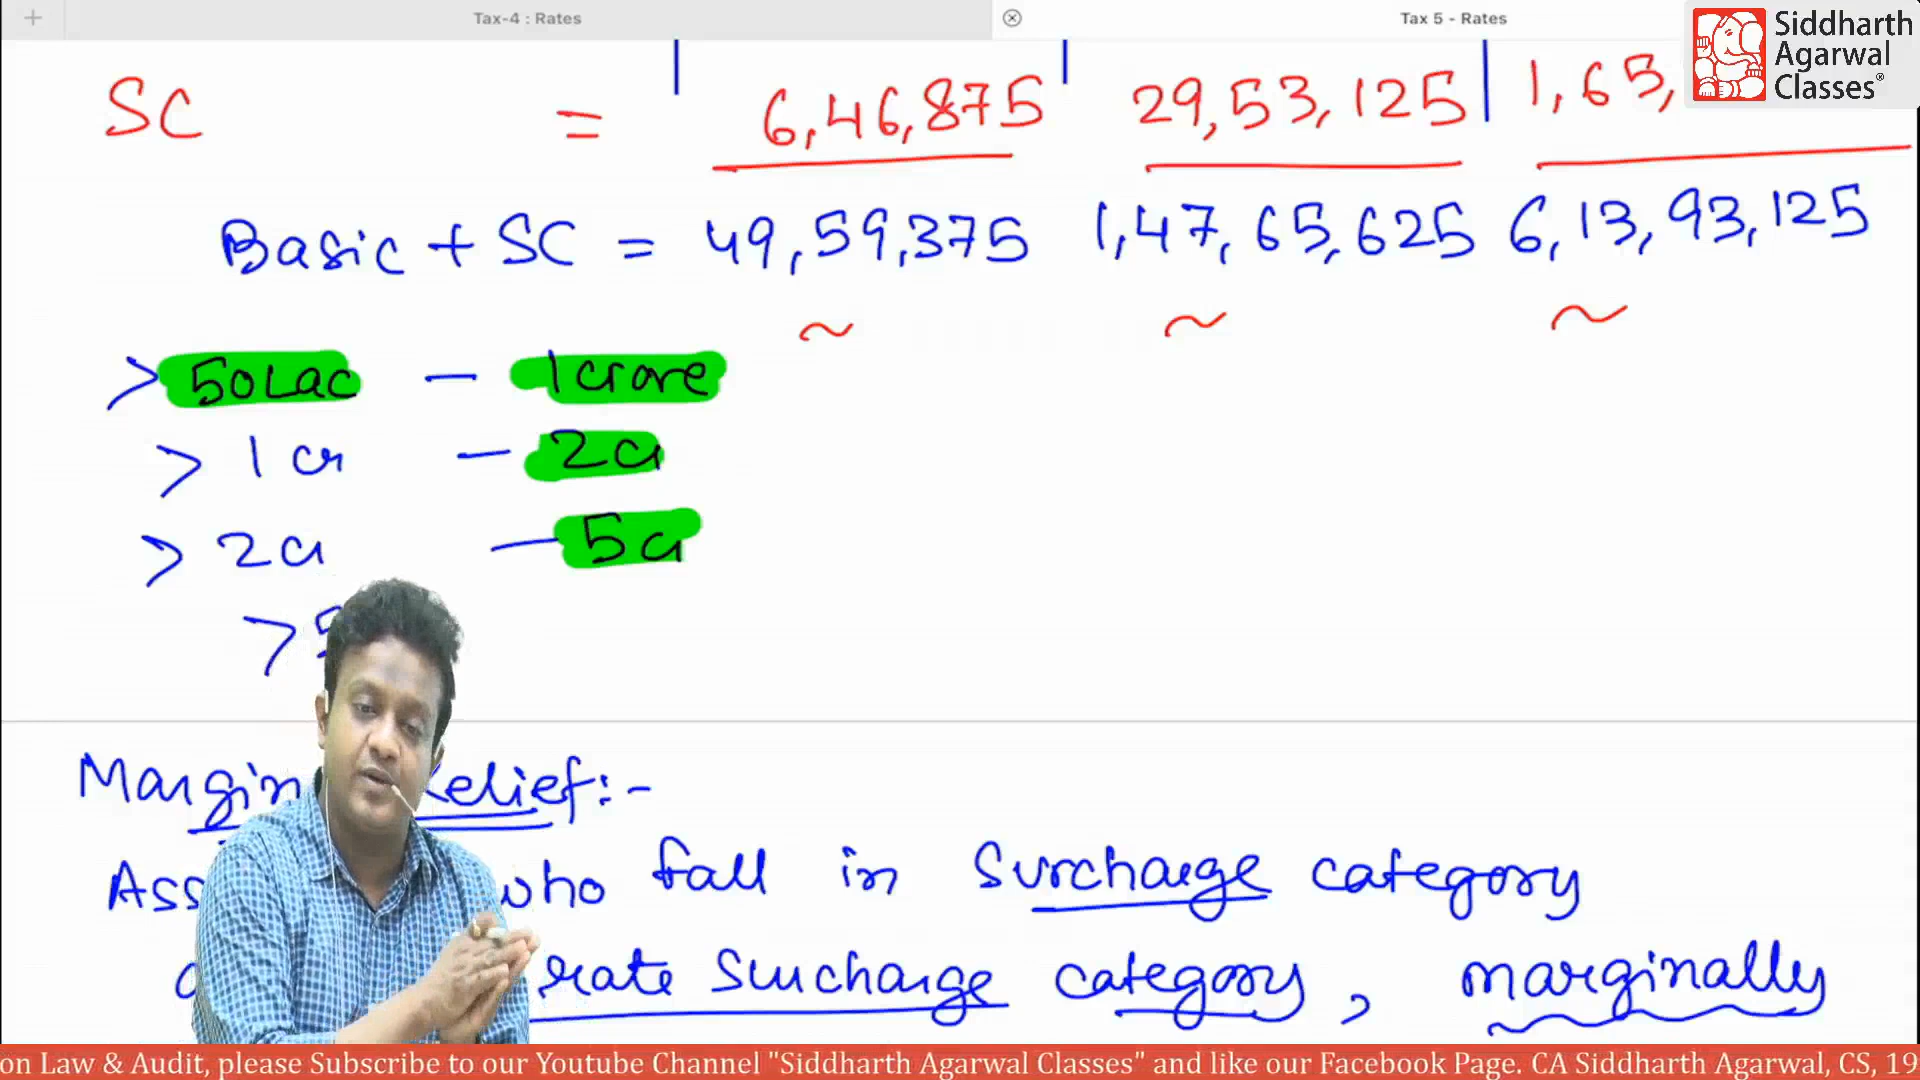 Tax-4 : Rates
Tax 5 - Rates
Siddharth
Agarwal
Classes®
SC = 6,46,875 29,53,125 1,65,
Basic + SC = 49,59,375 1,47,65,625 6,13,93,125
> 50Lac - 1crore
> 1 cr - 2cr
> 2cr - 5cr
> 5
Relief:-
who fall in Surcharge category
rate Surcharge category, marginally
on Law & Audit, please Subscribe to our Youtube Channel "Siddharth Agarwal Classes" and like our Facebook Page. CA Siddharth Agarwal, CS, 19